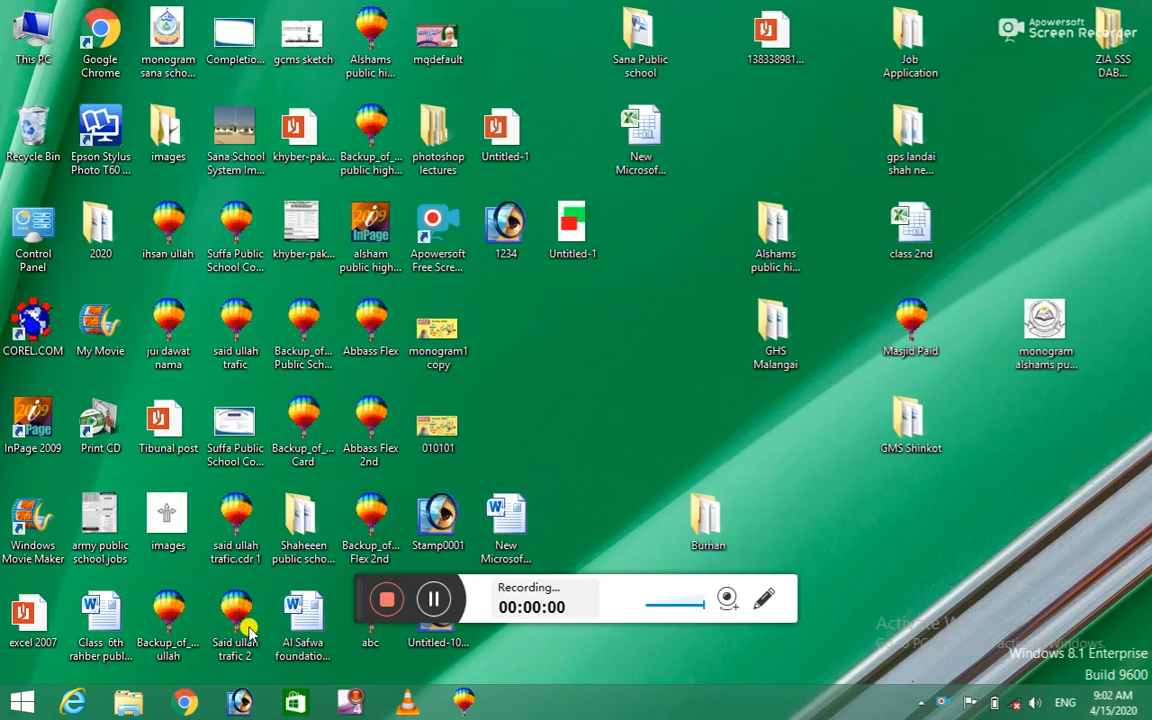 This PC
Google
Chrome
monogram
sana scho...
Completio...
gcms sketch
Alshams
public hi...
mqdefault
Sana Public
school
138338981...
Job
Application
Apowersoft
Screen Recorder
ZIA SSS
DAB...
Recycle Bin
Epson Stylus
Photo T60 ...
images
Sana School
System Im...
khyber-pak...
Backup_of_...
public high...
photoshop
lectures
Untitled-1
New
Microsof...
gps landai
shah ne...
Control
Panel
2020
ihsan ullah
Suffa Public
School Co...
khyber-pak...
2009
InPage
alsham
public high...
Apowersoft
Free Scre...
1234
Untitled-1
Alshams
public hi...
class 2nd
COREL.COM
My Movie
jui dawat
nama
said ullah
trafic
Backup_of...
Public Sch...
Abbass Flex
monogram1
copy
GHS
Malangai
Masjid Paid
monogram
alshams pu...
2009
InPage
InPage 2009
Print CD
Tibunal post
Suffa Public
School Co...
Backup_of_...
Card
Abbass Flex
2nd
010101
GMS Shinkot
Windows
Movie Maker
army public
school jobs
images
said ullah
trafic.cdr 1
Shaheeen
public scho...
Backup_of...
Flex 2nd
Stamp0001
New
Microsof...
Burhan
Recording...
00:00:00
excel 2007
Class 6th
rahber publ...
Backup_of_...
ullah
Said ullah
trafic 2
Al Safwa
foundatio...
abc
Untitled-10...
Activate W
Windows 8.1 Enterprise
Build 9600
ENG
9:02 AM
4/15/2020